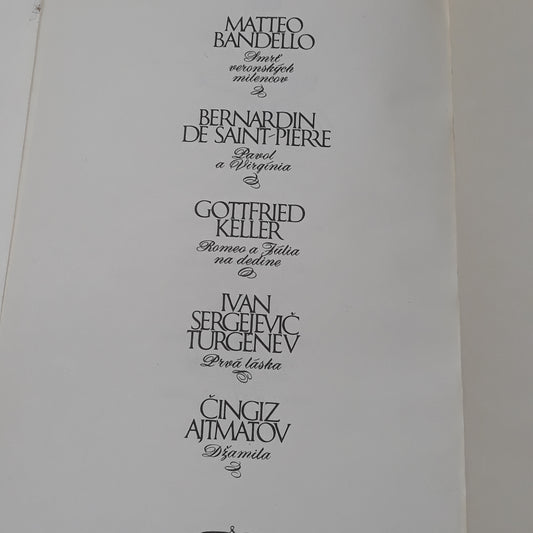 MATTEO
BANDELLO
Smrť
veronských
milencov
BERNARDIN
DE SAINT-PIERRE
Pavol
a Virgínia
GOTTFRIED
KELLER
Romeo a Júlia
na dedine
IVAN
SERGEJEVIČ
TURGENEV
Prvá láska
ČINGIZ
AJTMATOV
Džamila